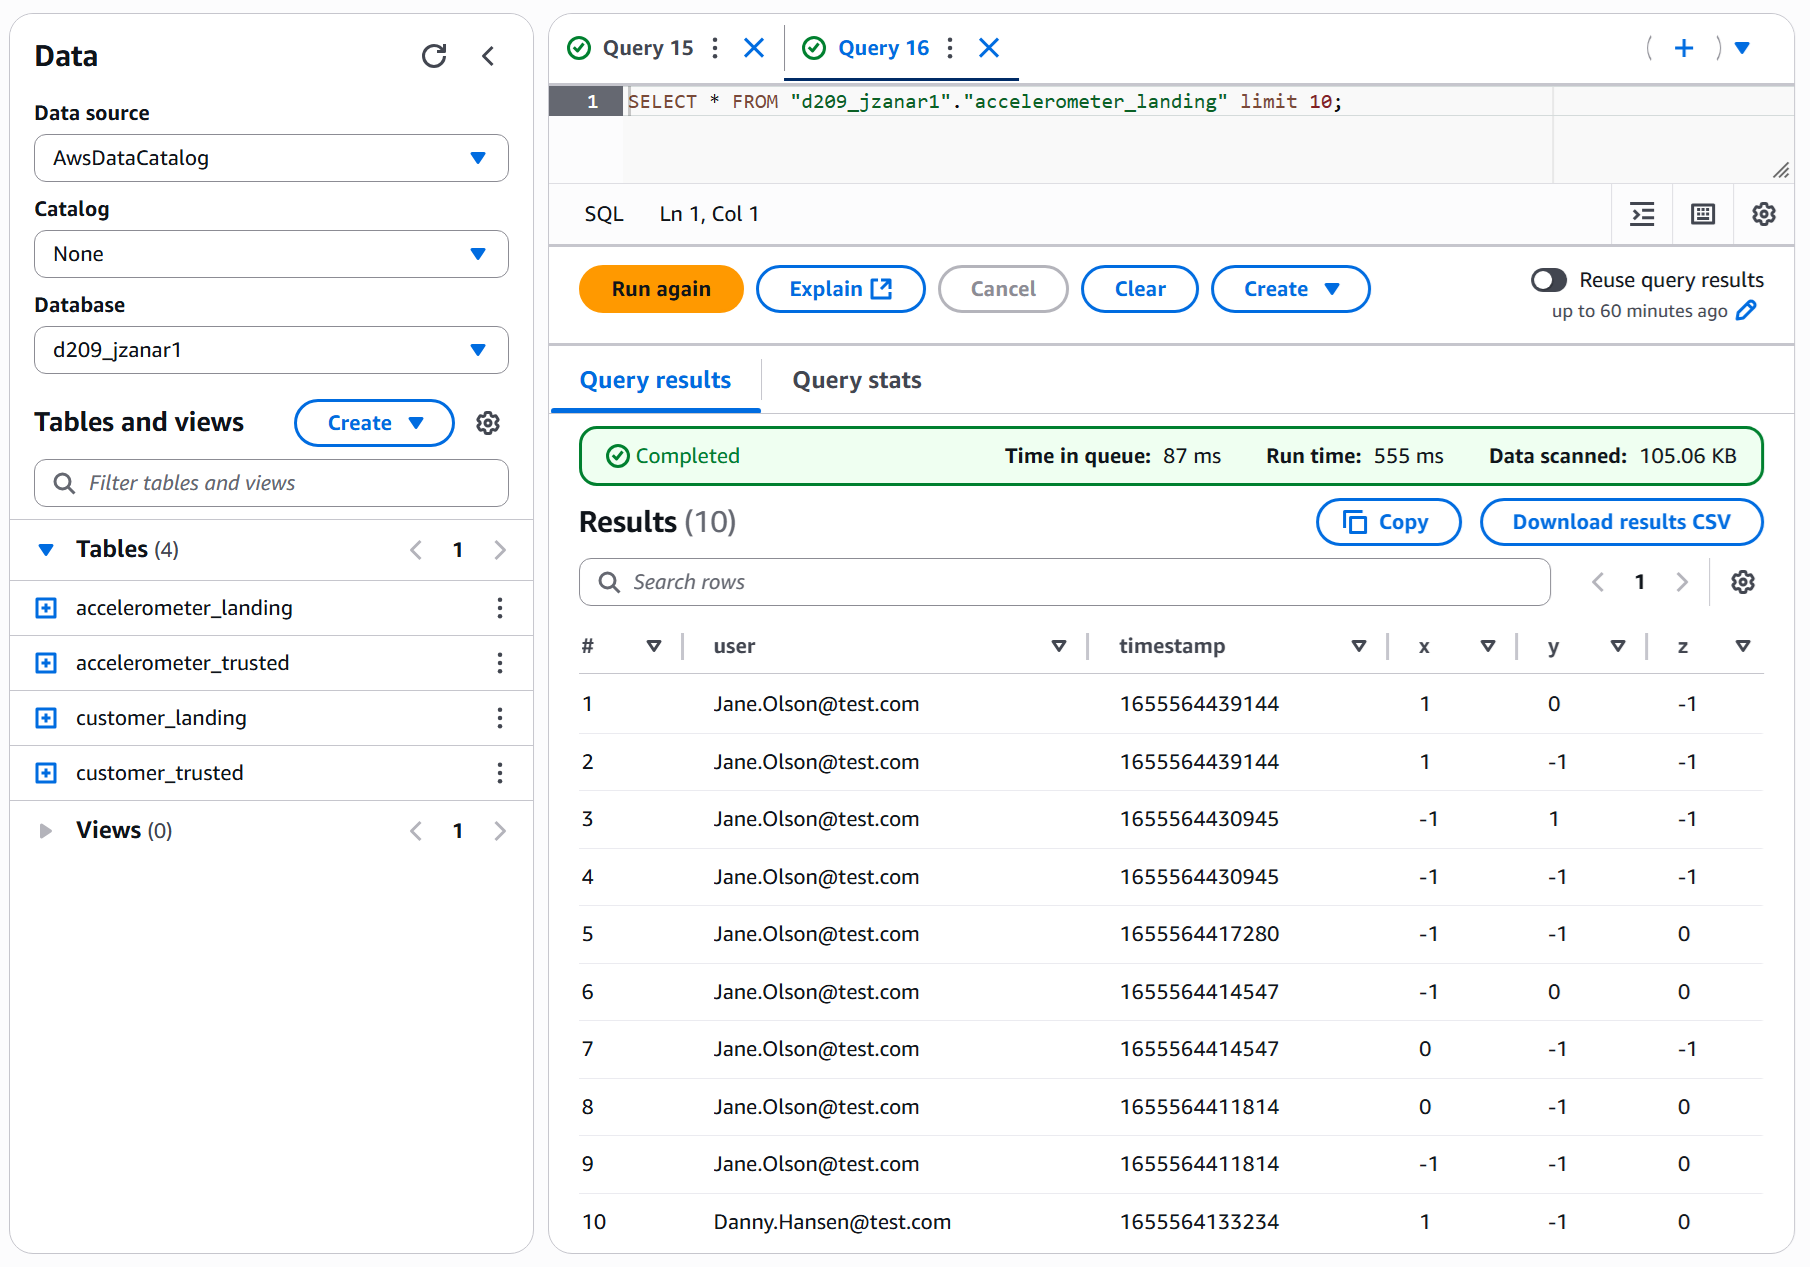 Data
Data source
AwsDataCatalog
Catalog
None
Database
d209_jzanar1
Tables and views
Create
Filter tables and views
Tables (4)
1
accelerometer_landing
accelerometer_trusted
customer_landing
customer_trusted
Views (0)
1
Query 15
Query 16
1 SELECT * FROM "d209_jzanar1"."accelerometer_landing" limit 10;
SQL Ln 1, Col 1
Run again Explain Cancel Clear Create
Reuse query results
up to 60 minutes ago
Query results Query stats
Completed Time in queue: 87 ms Run time: 555 ms Data scanned: 105.06 KB
Results (10) Copy Download results CSV
Search rows 1
# user timestamp x y z
1 Jane.Olson@test.com 1655564439144 1 0 -1
2 Jane.Olson@test.com 1655564439144 1 -1 -1
3 Jane.Olson@test.com 1655564430945 -1 1 -1
4 Jane.Olson@test.com 1655564430945 -1 -1 -1
5 Jane.Olson@test.com 1655564417280 -1 -1 0
6 Jane.Olson@test.com 1655564414547 -1 0 0
7 Jane.Olson@test.com 1655564414547 0 -1 -1
8 Jane.Olson@test.com 1655564411814 0 -1 0
9 Jane.Olson@test.com 1655564411814 -1 -1 0
10 Danny.Hansen@test.com 1655564133234 1 -1 0